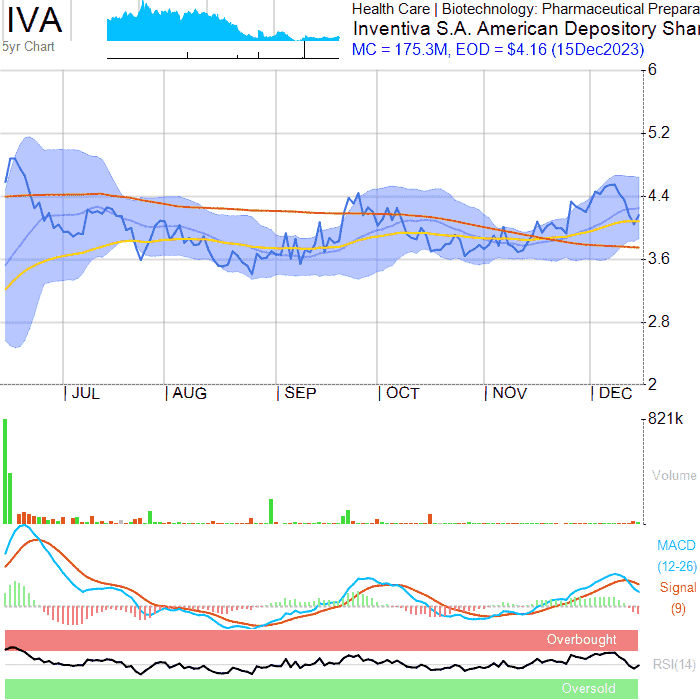 IVA
5yr Chart
Health Care | Biotechnology: Pharmaceutical Prepara
Inventiva S.A. American Depository Shar
MC = 175.3M, EOD = $4.16 (15Dec2023)
6
5.2
4.4
3.6
2.8
2
JUL
AUG
SEP
OCT
NOV
DEC
821k
Volume
MACD
(12-26)
Signal
(9)
Overbought
RSI(14)
Oversold